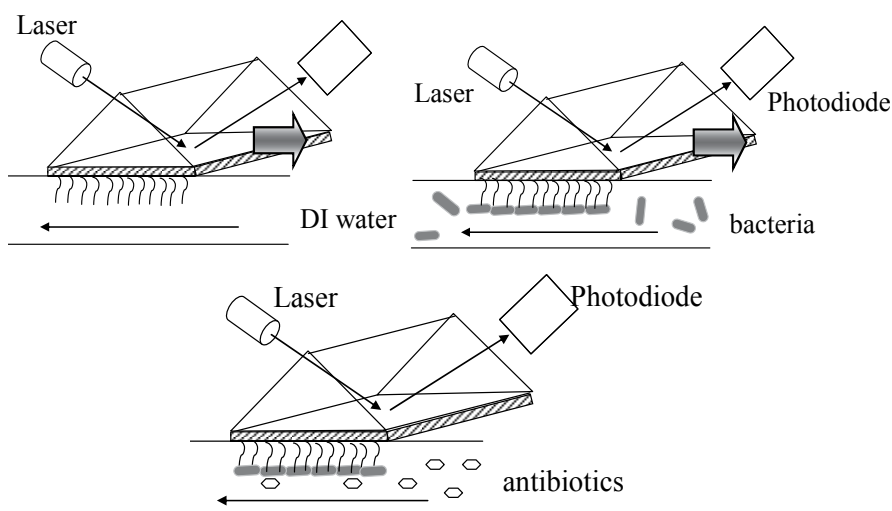 Laser
DI water
Laser
Photodiode
bacteria
Laser
Photodiode
antibiotics